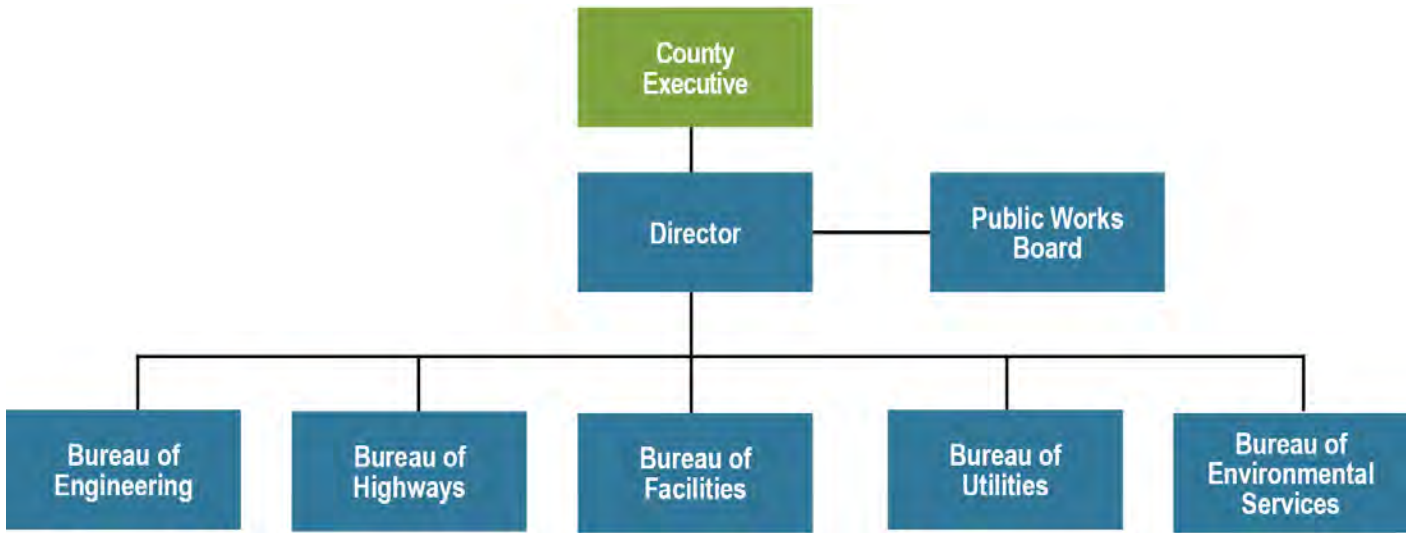 County
Executive
Director
Public Works
Board
Bureau of
Engineering
Bureau of
Highways
Bureau of
Facilities
Bureau of
Utilities
Bureau of
Environmental
Services